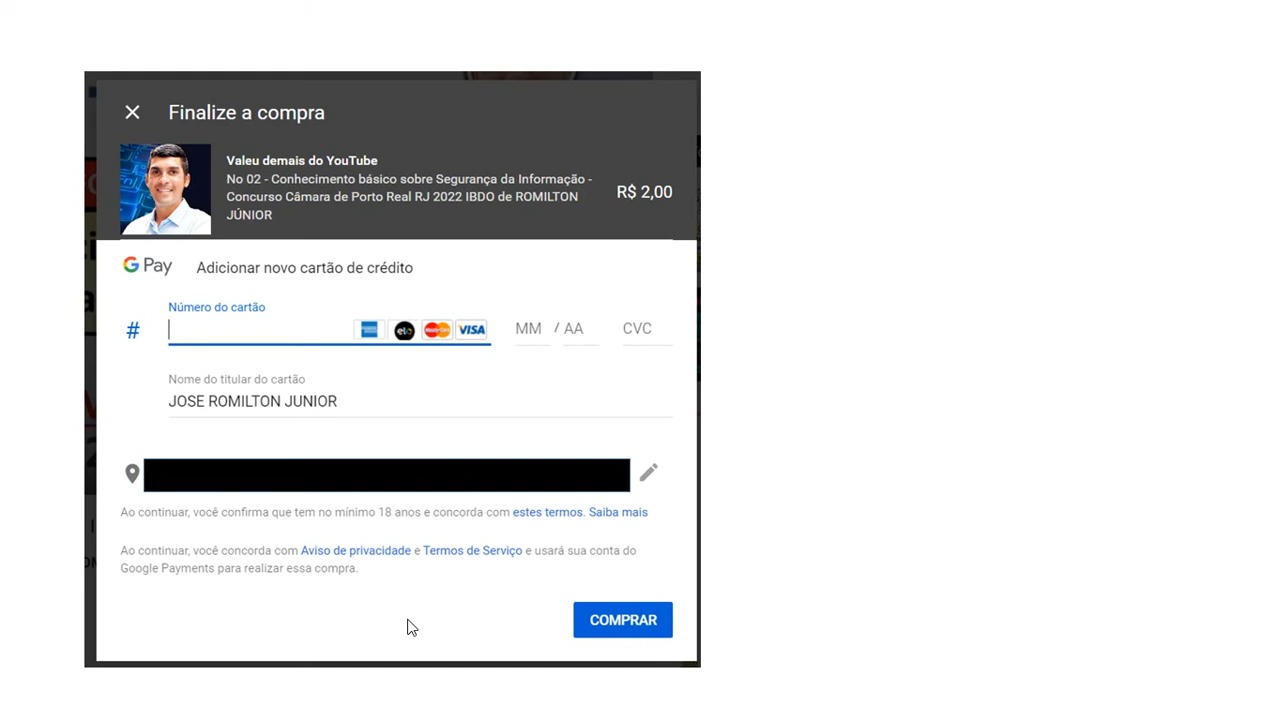 Finalize a compra
Valeu demais do YouTube
No 02 - Conhecimento básico sobre Segurança da Informação -
Concurso Câmara de Porto Real RJ 2022 IBDO de ROMILTON
JÚNIOR
R$ 2,00
G Pay
Adicionar novo cartão de crédito
Número do cartão
#
elo
MasterCard
VISA
MM / AA
CVC
Nome do titular do cartão
JOSE ROMILTON JUNIOR
Ao continuar, você confirma que tem no mínimo 18 anos e concorda com estes termos. Saiba mais
Ao continuar, você concorda com Aviso de privacidade e Termos de Serviço e usará sua conta do
Google Payments para realizar essa compra.
COMPRAR